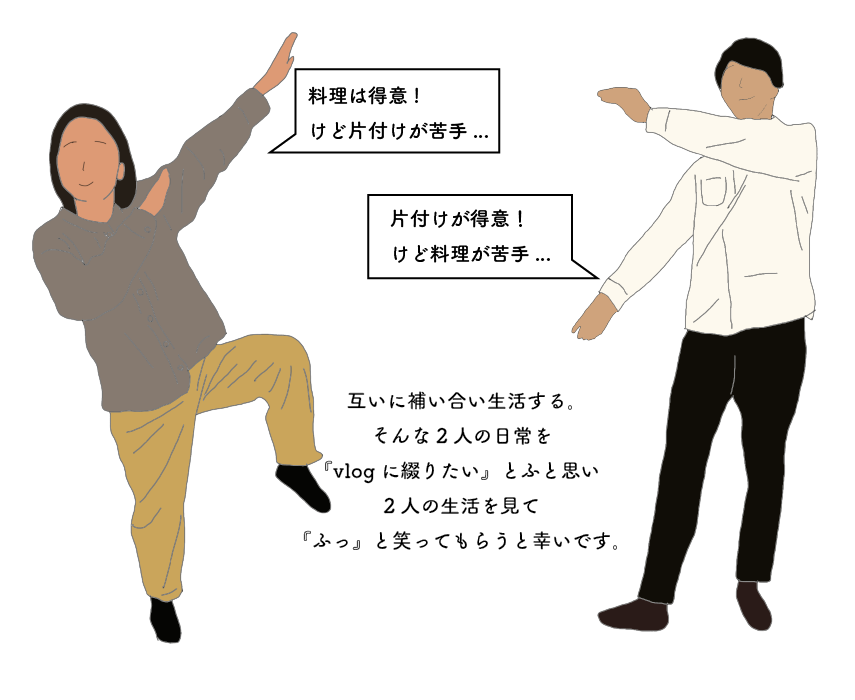 料理は得意！
けど片付けが苦手...
片付けが得意！
けど料理が苦手...
互いに補い合い生活する。
そんな２人の日常を
『vlogに綴りたい』とふと思い
２人の生活を見て
『ふっ』と笑ってもらうと幸いです。